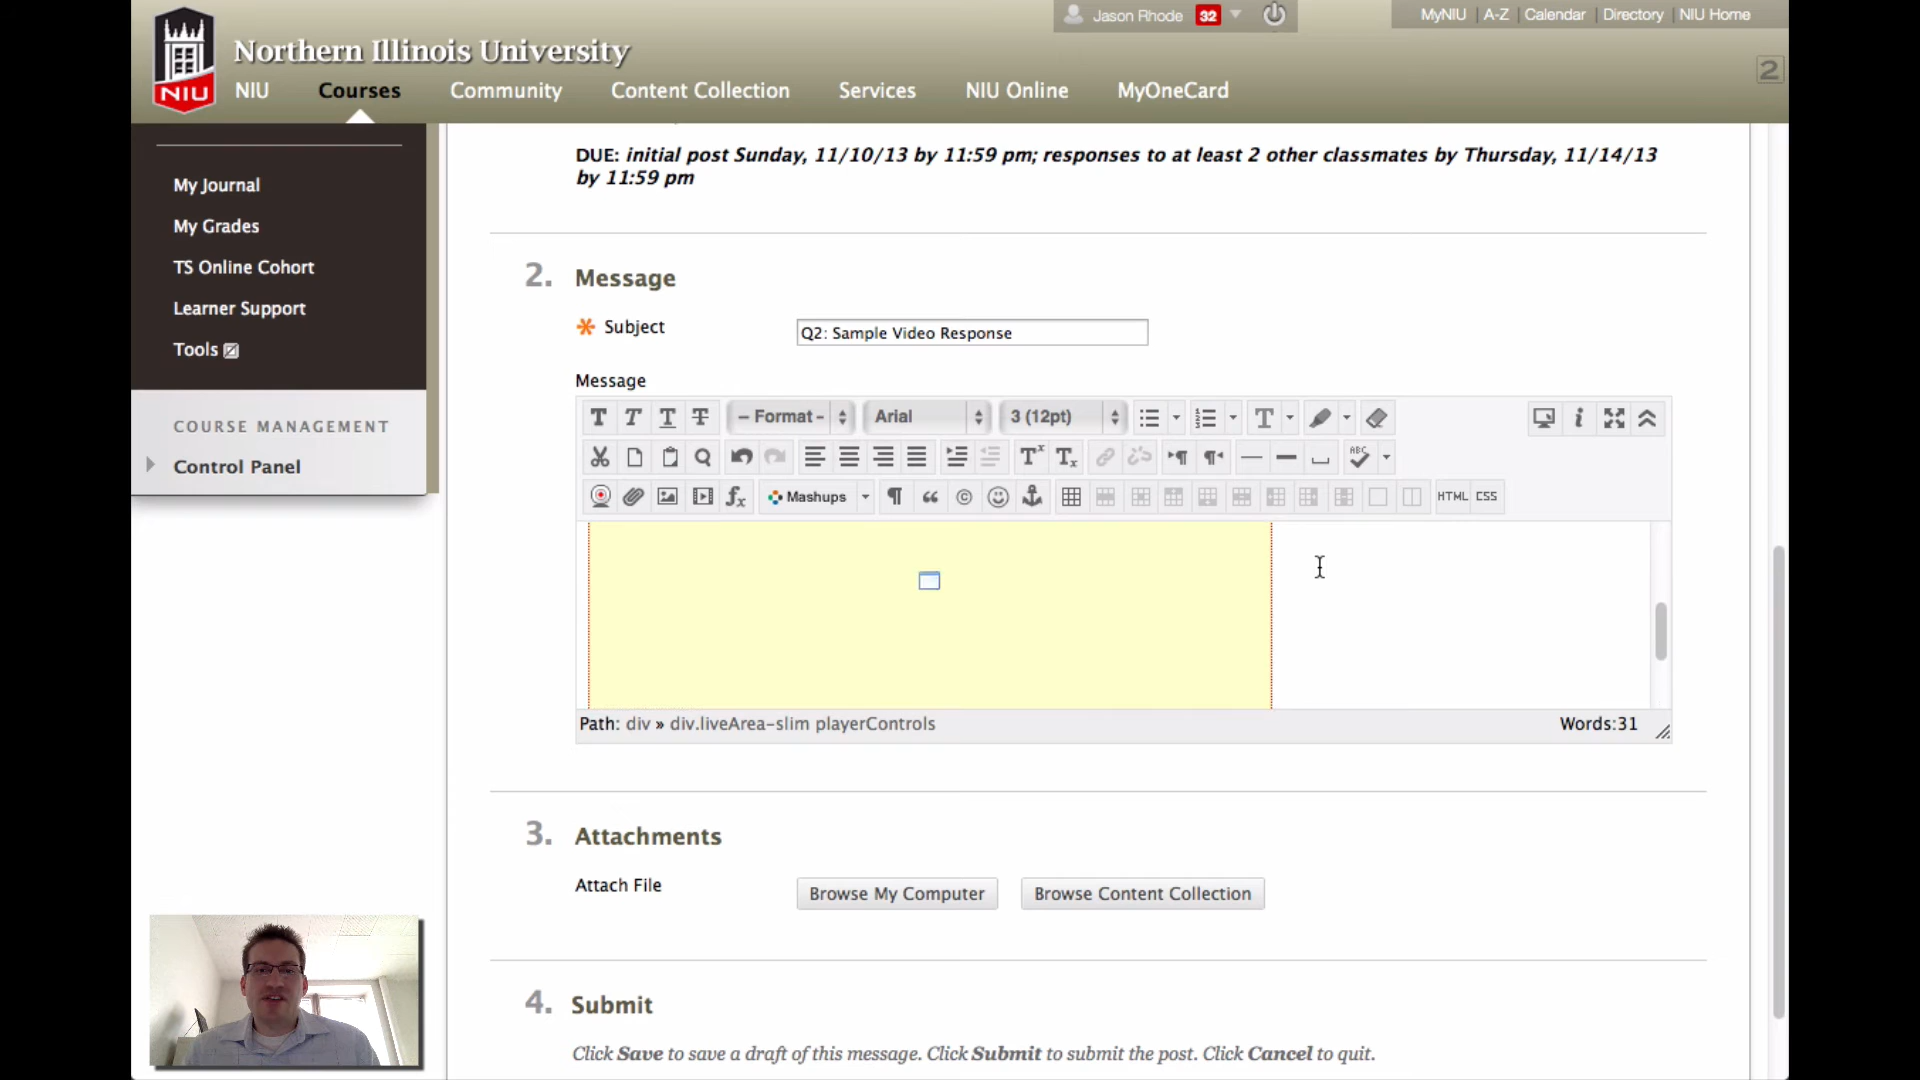 Jason Rhode 32
MyNIU A-Z Calendar Directory NIU Home
Northern Illinois University
NIU
NIU Courses Community Content Collection Services NIU Online MyOneCard
2
My Journal
My Grades
TS Online Cohort
Learner Support
Tools
COURSE MANAGEMENT
Control Panel
DUE: initial post Sunday, 11/10/13 by 11:59 pm; responses to at least 2 other classmates by Thursday, 11/14/13
by 11:59 pm
2. Message
Subject Q2: Sample Video Response
Message
T T T T – Format – Arial 3 (12pt) T
Tx Tx ABC
fx Mashups HTML CSS
Path: div » div.liveArea-slim playerControls Words:31
3. Attachments
Attach File Browse My Computer Browse Content Collection
4. Submit
Click Save to save a draft of this message. Click Submit to submit the post. Click Cancel to quit.